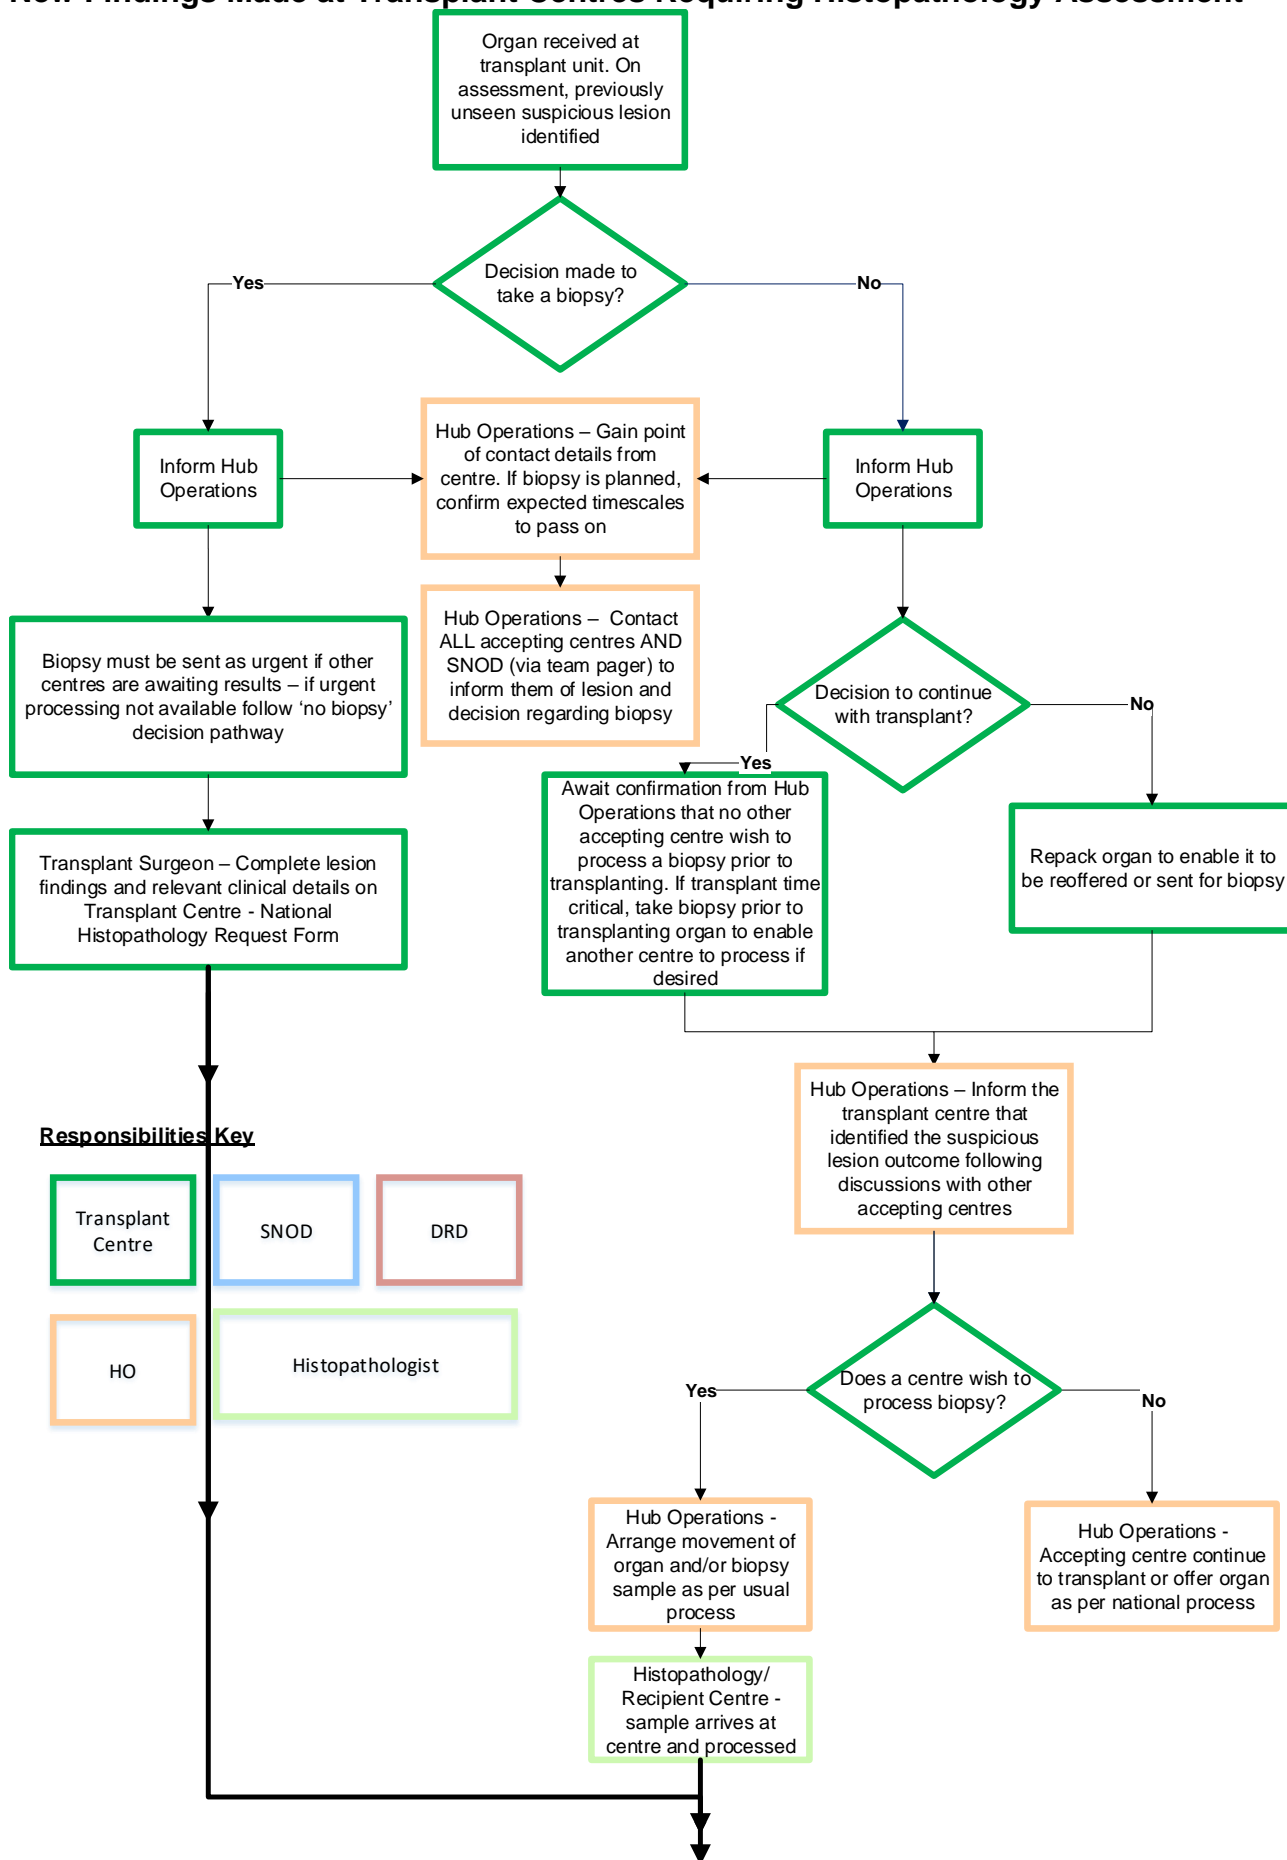 New Findings Made at Transplant Centres Requiring Histopathology Assessment
Organ received at
transplant unit. On
assessment, previously
unseen suspicious lesion
identified
Decision made to
take a biopsy?
Yes
No
Inform Hub
Operations
Hub Operations – Gain point
of contact details from
centre. If biopsy is planned,
confirm expected timescales
to pass on
Inform Hub
Operations
Hub Operations –  Contact
ALL accepting centres AND
SNOD (via team pager) to
inform them of lesion and
decision regarding biopsy
Biopsy must be sent as urgent if other
centres are awaiting results – if urgent
processing not available follow ‘no biopsy’
decision pathway
Decision to continue
with transplant?
Yes
No
Await confirmation from Hub
Operations that no other
accepting centre wish to
process a biopsy prior to
transplanting. If transplant time
critical, take biopsy prior to
transplanting organ to enable
another centre to process if
desired
Repack organ to enable it to
be reoffered or sent for biopsy
Transplant Surgeon – Complete lesion
findings and relevant clinical details on
Transplant Centre - National
Histopathology Request Form
Hub Operations – Inform the
transplant centre that
identified the suspicious
lesion outcome following
discussions with other
accepting centres
Responsibilities Key
Transplant
Centre
SNOD
DRD
HO
Histopathologist
Does a centre wish to
process biopsy?
Yes
No
Hub Operations -
Arrange movement of
organ and/or biopsy
sample as per usual
process
Hub Operations -
Accepting centre continue
to transplant or offer organ
as per national process
Histopathology/
Recipient Centre -
sample arrives at
centre and processed